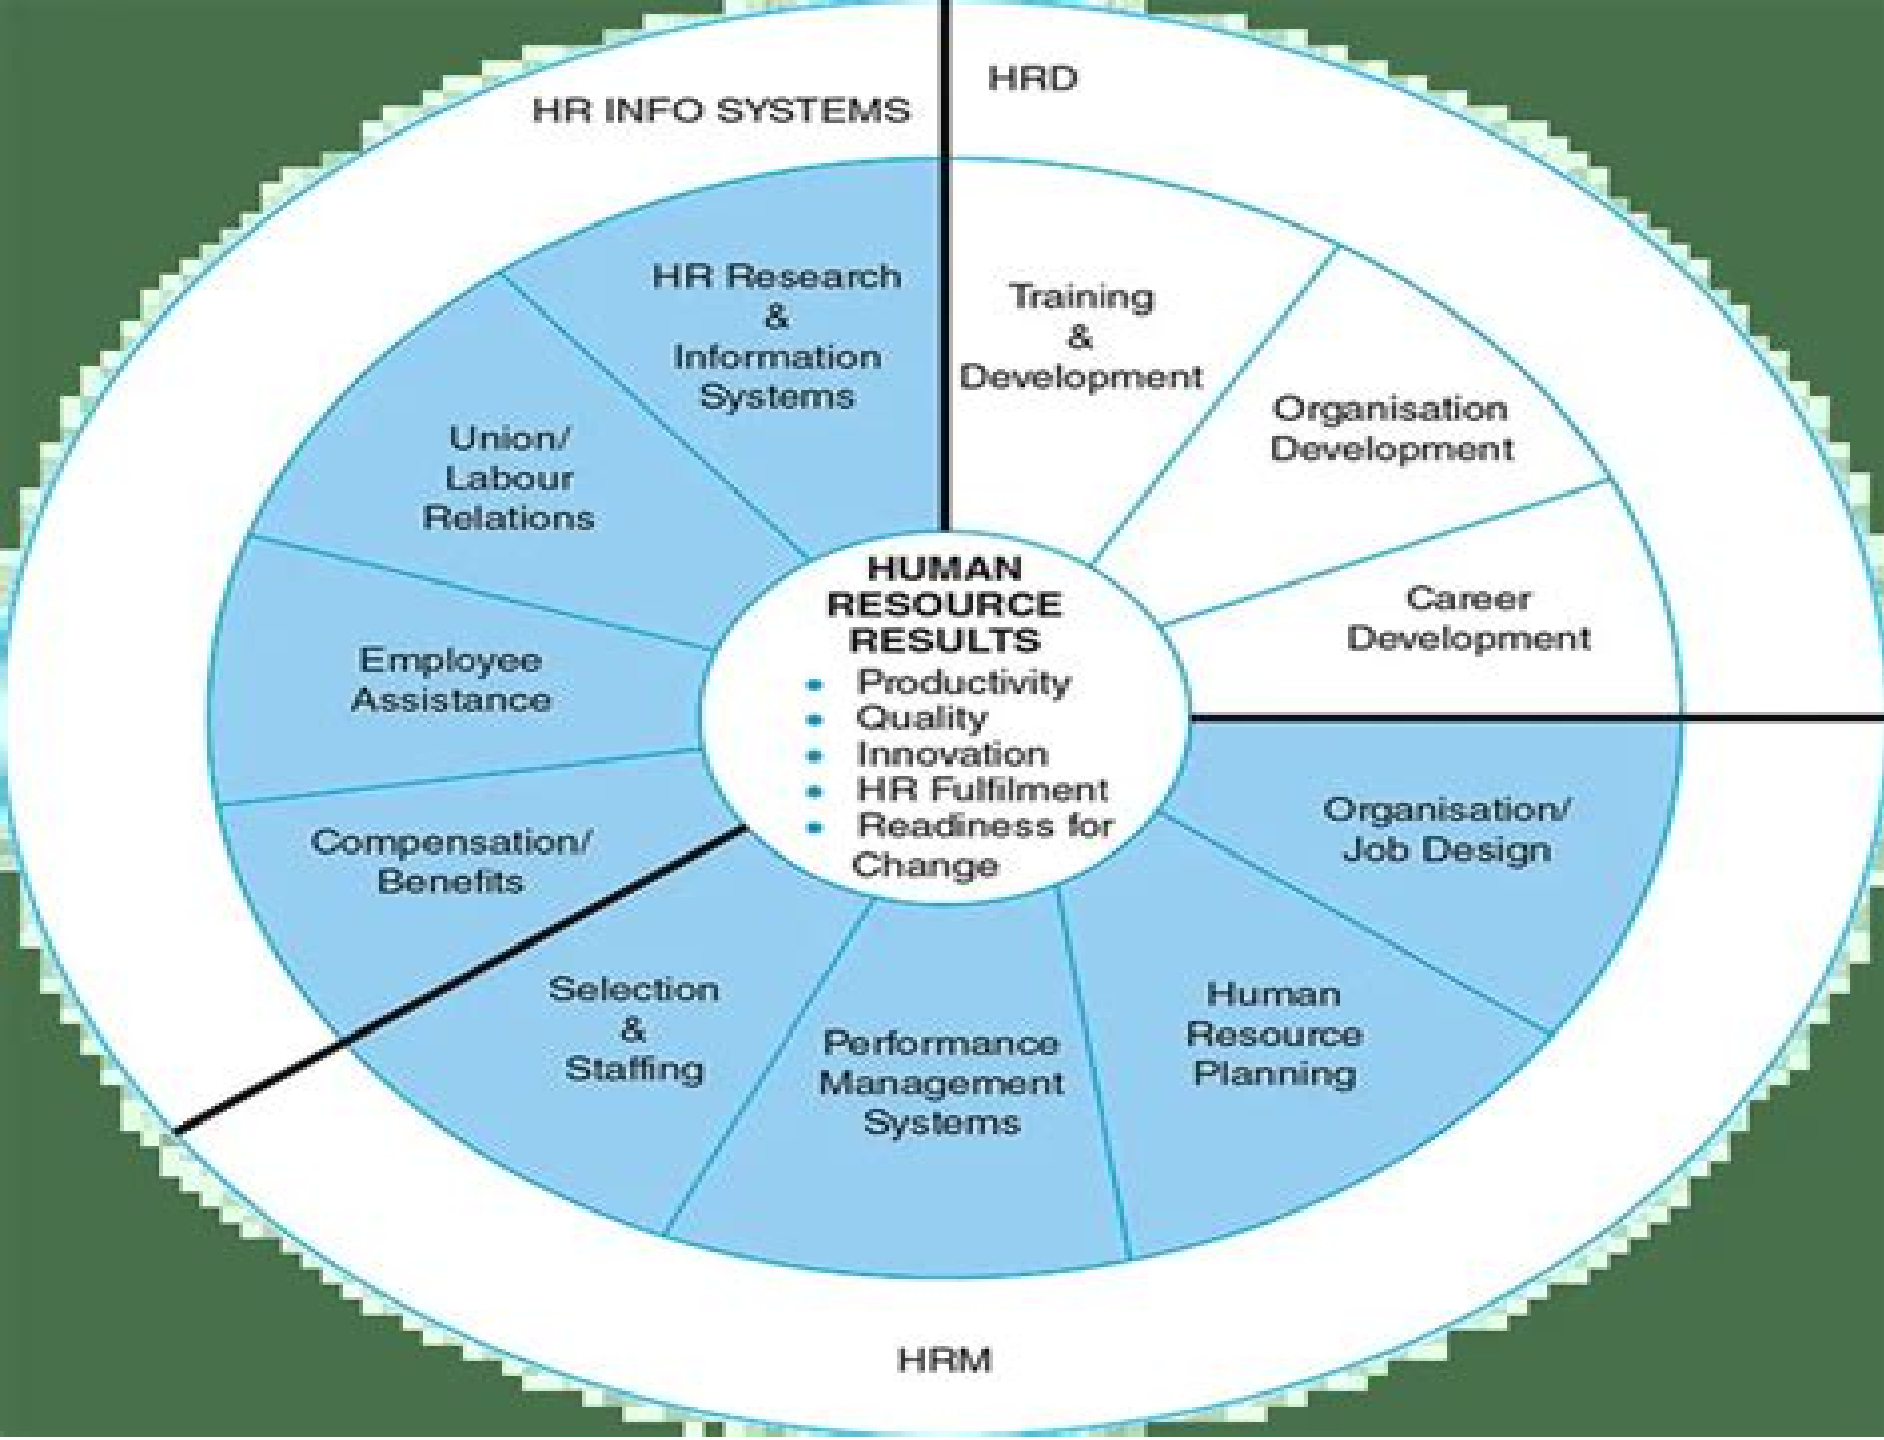 HR INFO SYSTEMS
HRD
HR Research
&
Information
Systems
Training
&
Development
Organisation
Development
Career
Development
Organisation/
Job Design
Human
Resource
Planning
Performance
Management
Systems
Selection
&
Staffing
Compensation/
Benefits
Employee
Assistance
Union/
Labour
Relations
HUMAN
RESOURCE
RESULTS
• Productivity
• Quality
• Innovation
• HR Fulfilment
• Readiness for
Change
HRM